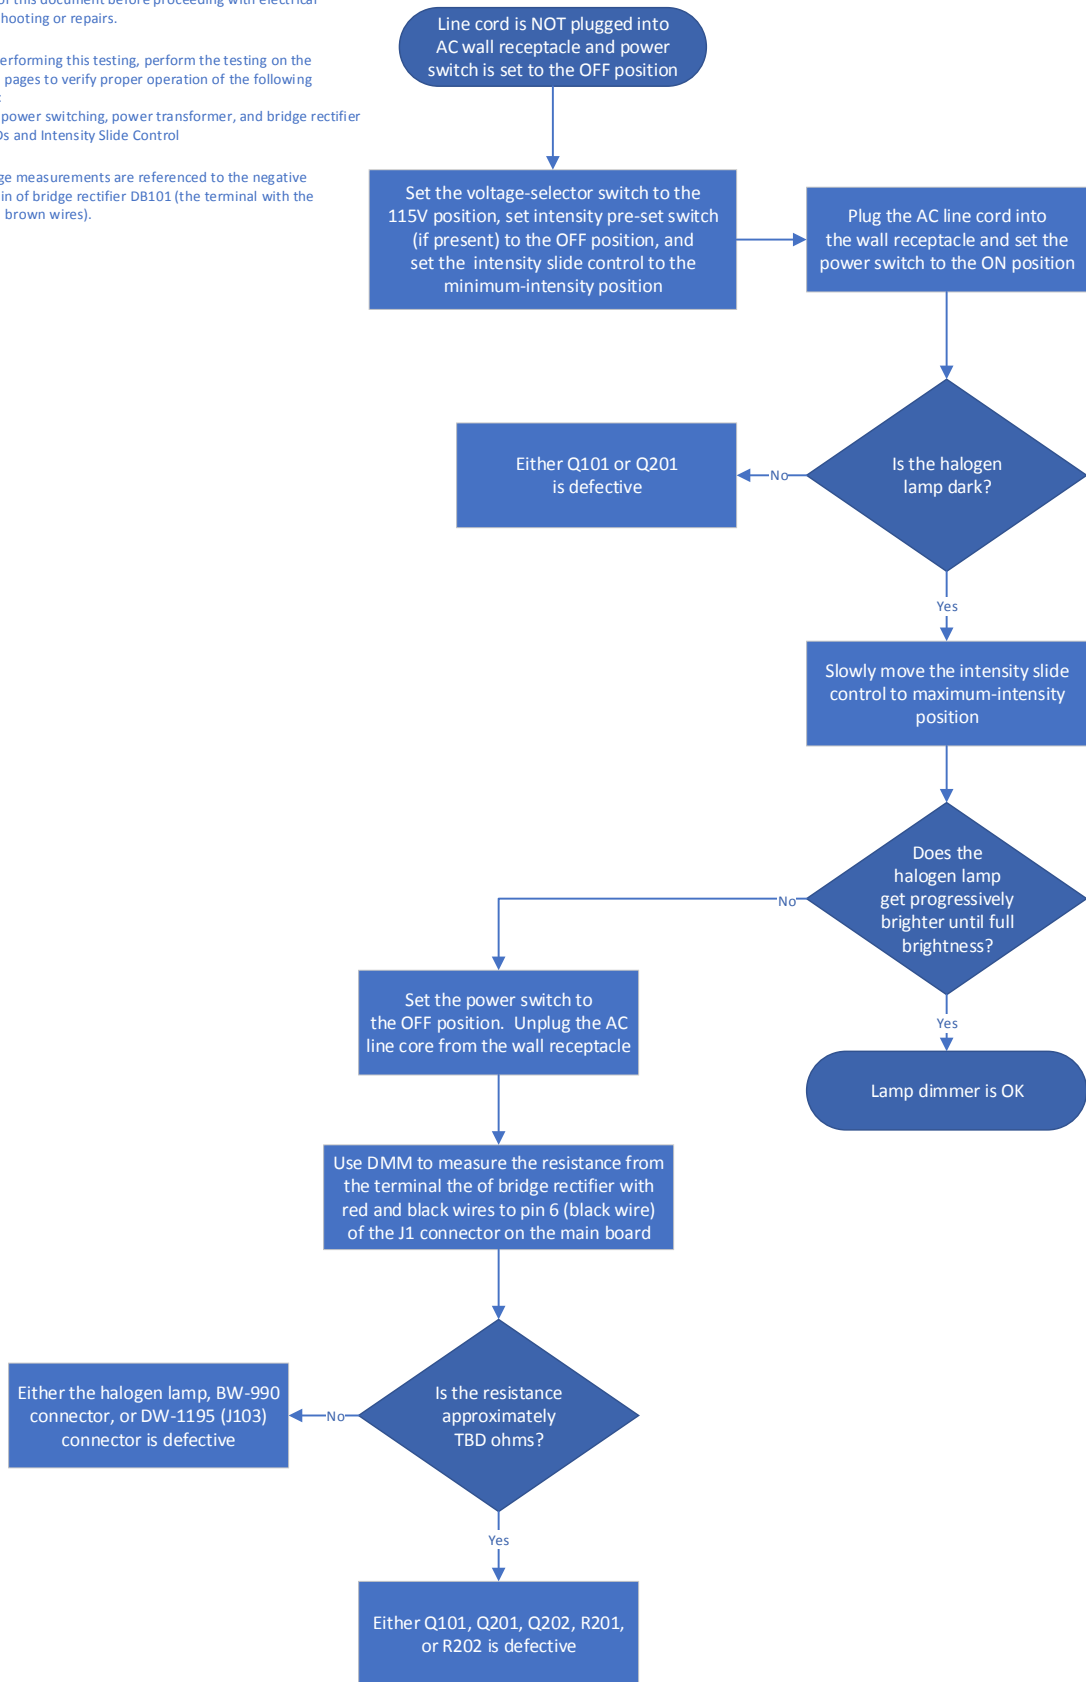 of this document before proceeding with electrical
hooting or repairs.
erforming this testing, perform the testing on the
pages to verify proper operation of the following
:
power switching, power transformer, and bridge rectifier
Ds and Intensity Slide Control
ge measurements are referenced to the negative
in of bridge rectifier DB101 (the terminal with the
brown wires).
Line cord is NOT plugged into
AC wall receptacle and power
switch is set to the OFF position
Set the voltage-selector switch to the
115V position, set intensity pre-set switch
(if present) to the OFF position, and
set the intensity slide control to the
minimum-intensity position
Plug the AC line cord into
the wall receptacle and set the
power switch to the ON position
Is the halogen
lamp dark?
No
Either Q101 or Q201
is defective
Yes
Slowly move the intensity slide
control to maximum-intensity
position
Does the
halogen lamp
get progressively
brighter until full
brightness?
No
Yes
Lamp dimmer is OK
Set the power switch to
the OFF position. Unplug the AC
line core from the wall receptacle
Use DMM to measure the resistance from
the terminal the of bridge rectifier with
red and black wires to pin 6 (black wire)
of the J1 connector on the main board
Is the resistance
approximately
TBD ohms?
No
Either the halogen lamp, BW-990
connector, or DW-1195 (J103)
connector is defective
Yes
Either Q101, Q201, Q202, R201,
or R202 is defective